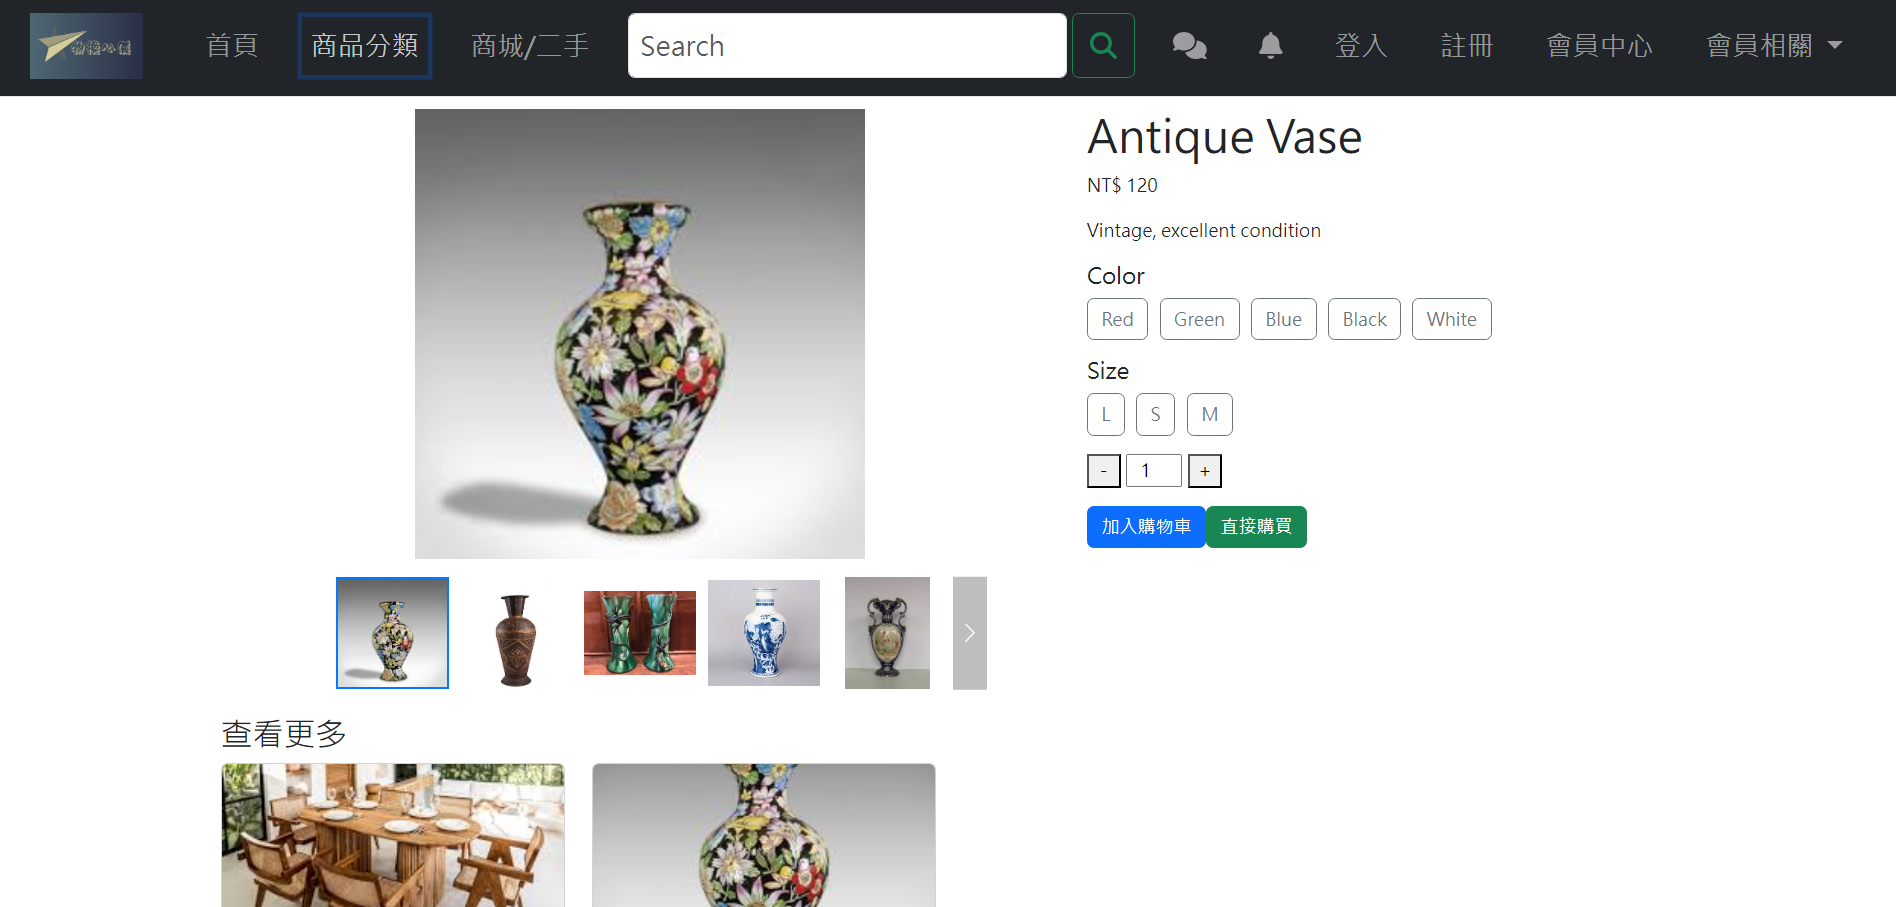 首頁
商品分類
商城/二手
Search
登入
註冊
會員中心
會員相關
Antique Vase
NT$ 120
Vintage, excellent condition
Color
Red
Green
Blue
Black
White
Size
L
S
M
-
1
+
加入購物車
直接購買
查看更多